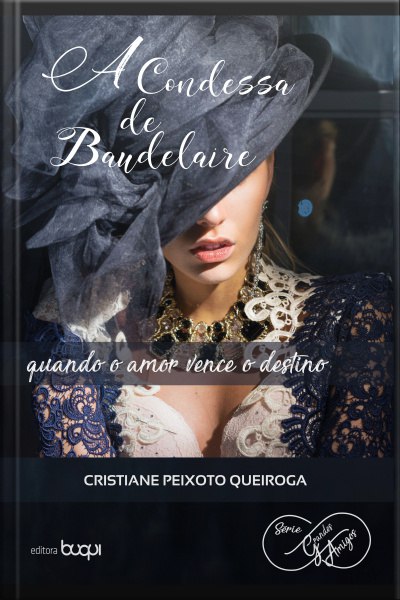 A Condessa
de
Baudelaire
quando o amor vence o destino
CRISTIANE PEIXOTO QUEIROGA
editora buqui
Série
Grandes
Amigos